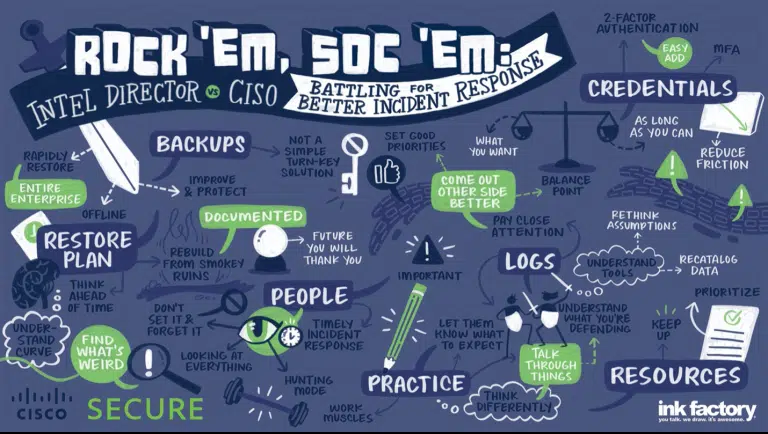 ROCK 'EM, SOC 'EM:
INTEL DIRECTOR VS CISO
BATTLING FOR
BETTER INCIDENT RESPONSE
2-FACTOR
AUTHENTICATION
EASY
ADD
MFA
CREDENTIALS
AS LONG
AS YOU CAN
REDUCE
FRICTION
WHAT
YOU WANT
BALANCE
POINT
BACKUPS
NOT A
SIMPLE
TURN-KEY
SOLUTION
RAPIDLY
RESTORE
ENTIRE
ENTERPRISE
IMPROVE
& PROTECT
OFFLINE
SET GOOD
PRIORITIES
COME OUT
OTHER SIDE
BETTER
PAY CLOSE
ATTENTION
RESTORE
PLAN
DOCUMENTED
REBUILD
FROM SMOKEY
RUINS
FUTURE
YOU WILL
THANK YOU
THINK
AHEAD
OF TIME
UNDER-
STAND
CURVE
IMPORTANT
LOGS
RETHINK
ASSUMPTIONS
UNDERSTAND
TOOLS
RECATALOG
DATA
PEOPLE
DON'T
SET IT &
FORGET IT
TIMELY
INCIDENT
RESPONSE
FIND
WHAT'S
WEIRD
LOOKING AT
EVERYTHING
HUNTING
MODE
WORK
MUSCLES
PRACTICE
LET THEM
KNOW WHAT
TO EXPECT
UNDERSTAND
WHAT YOU'RE
DEFENDING
TALK
THROUGH
THINGS
THINK
DIFFERENTLY
PRIORITIZE
KEEP
UP
RESOURCES
CISCO SECURE
ink factory
you talk. we draw. it's awesome.